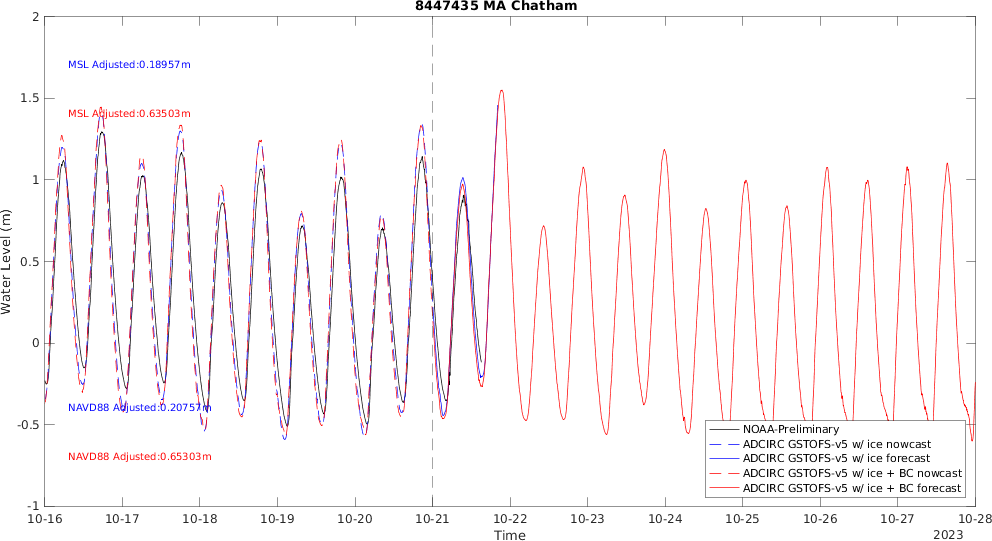 8447435 MA Chatham
2
1.5
1
0.5
0
-0.5
-1
Water Level (m)
MSL Adjusted:0.18957m
MSL Adjusted:0.63503m
NAVD88 Adjusted:0.20757m
NAVD88 Adjusted:0.65303m
NOAA-Preliminary
ADCIRC GSTOFS-v5 w/ ice nowcast
ADCIRC GSTOFS-v5 w/ ice forecast
ADCIRC GSTOFS-v5 w/ ice + BC nowcast
ADCIRC GSTOFS-v5 w/ ice + BC forecast
10-16 10-17 10-18 10-19 10-20 10-21 10-22 10-23 10-24 10-25 10-26 10-27 10-28
Time
2023